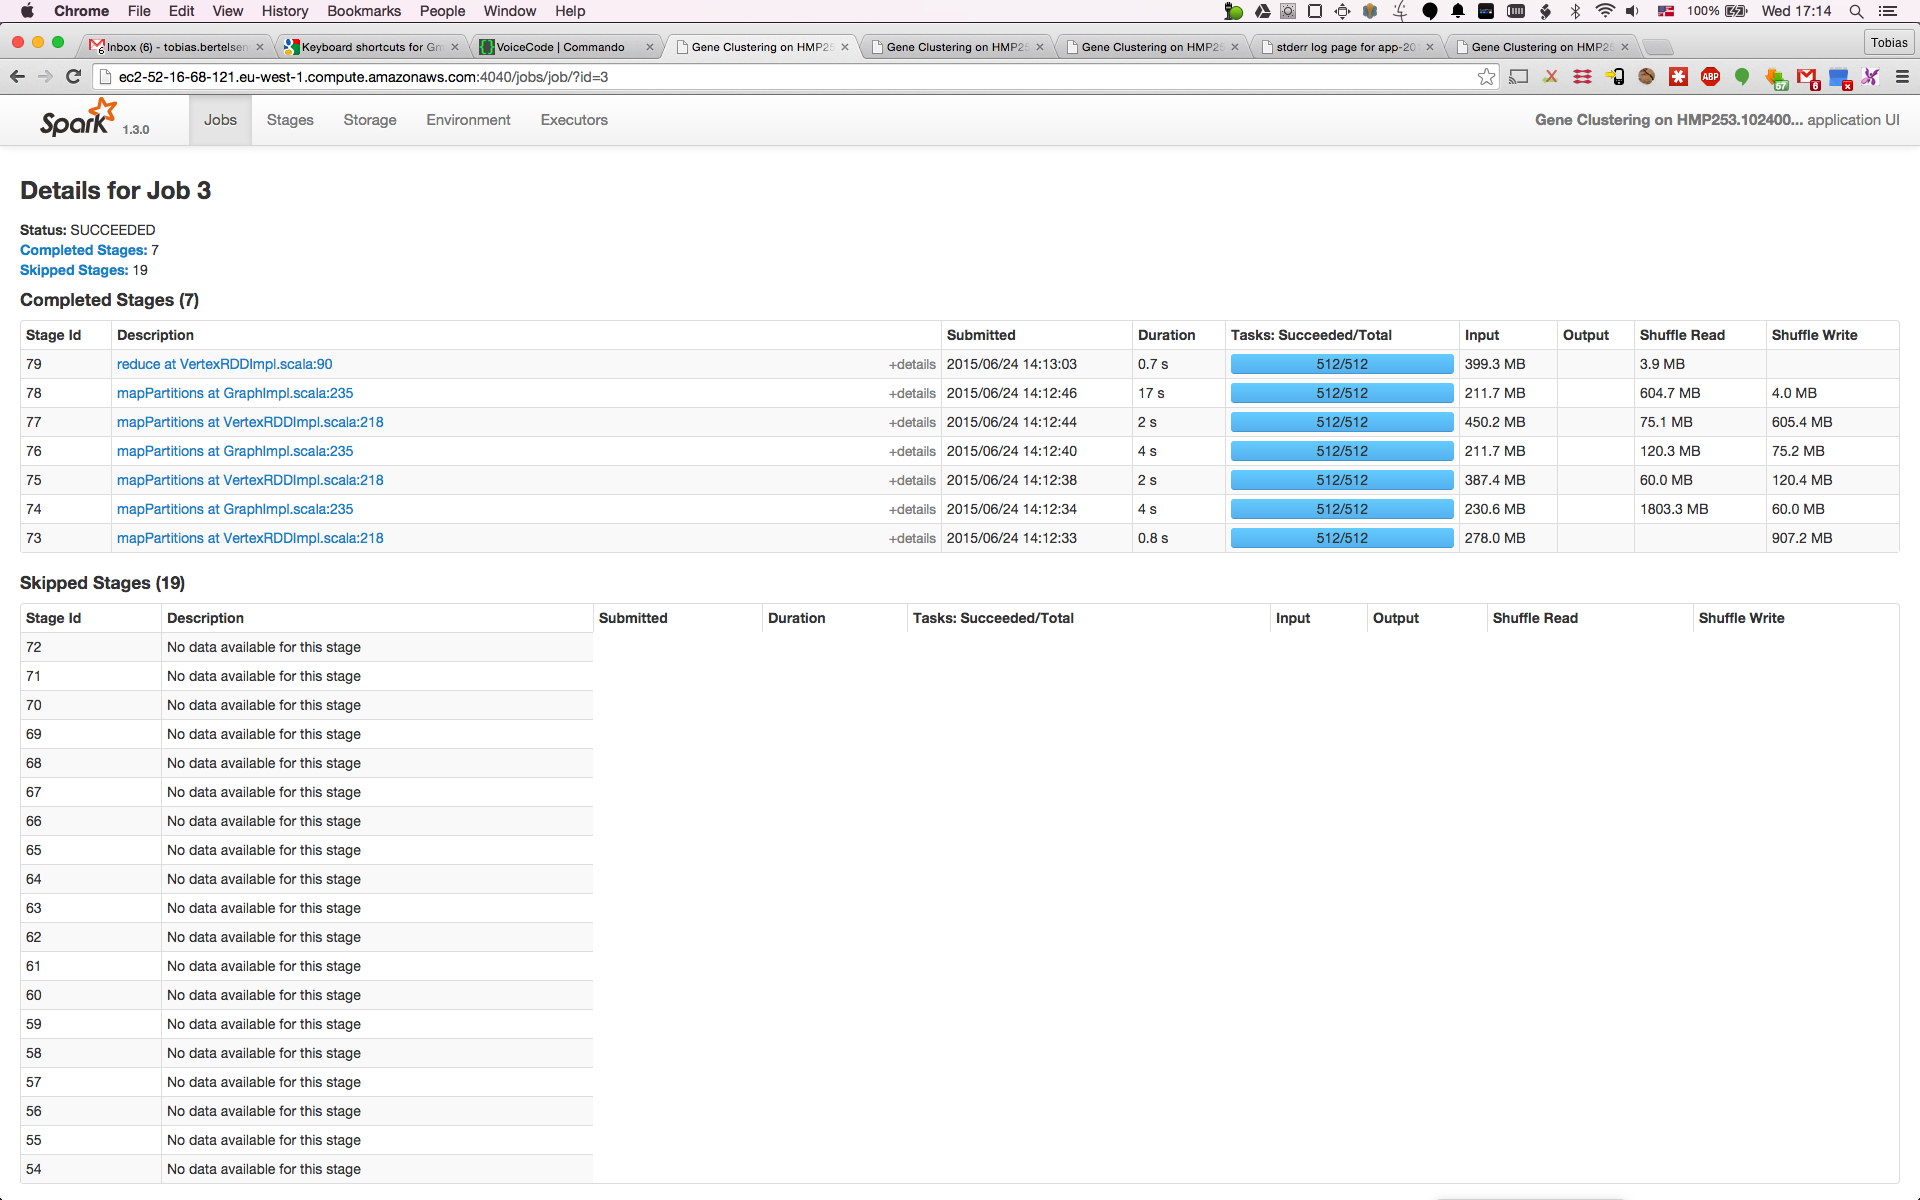 Chrome File Edit View History Bookmarks People Window Help 100% Wed 17:14
Inbox (6) - tobias.bertelsen Keyboard shortcuts for Gm VoiceCode | Commando Gene Clustering on HMP25 Gene Clustering on HMP25 Gene Clustering on HMP25 stderr log page for app-20 Gene Clustering on HMP25 Tobias
ec2-52-16-68-121.eu-west-1.compute.amazonaws.com:4040/jobs/job/?id=3 ABP 67 6 x
Spark 1.3.0 Jobs Stages Storage Environment Executors Gene Clustering on HMP253.102400... application UI
Details for Job 3
Status: SUCCEEDED
Completed Stages: 7
Skipped Stages: 19
Completed Stages (7)
Stage Id Description Submitted Duration Tasks: Succeeded/Total Input Output Shuffle Read Shuffle Write
79 reduce at VertexRDDImpl.scala:90 +details 2015/06/24 14:13:03 0.7 s 512/512 399.3 MB 3.9 MB
78 mapPartitions at GraphImpl.scala:235 +details 2015/06/24 14:12:46 17 s 512/512 211.7 MB 604.7 MB 4.0 MB
77 mapPartitions at VertexRDDImpl.scala:218 +details 2015/06/24 14:12:44 2 s 512/512 450.2 MB 75.1 MB 605.4 MB
76 mapPartitions at GraphImpl.scala:235 +details 2015/06/24 14:12:40 4 s 512/512 211.7 MB 120.3 MB 75.2 MB
75 mapPartitions at VertexRDDImpl.scala:218 +details 2015/06/24 14:12:38 2 s 512/512 387.4 MB 60.0 MB 120.4 MB
74 mapPartitions at GraphImpl.scala:235 +details 2015/06/24 14:12:34 4 s 512/512 230.6 MB 1803.3 MB 60.0 MB
73 mapPartitions at VertexRDDImpl.scala:218 +details 2015/06/24 14:12:33 0.8 s 512/512 278.0 MB 907.2 MB
Skipped Stages (19)
Stage Id Description Submitted Duration Tasks: Succeeded/Total Input Output Shuffle Read Shuffle Write
72 No data available for this stage
71 No data available for this stage
70 No data available for this stage
69 No data available for this stage
68 No data available for this stage
67 No data available for this stage
66 No data available for this stage
65 No data available for this stage
64 No data available for this stage
63 No data available for this stage
62 No data available for this stage
61 No data available for this stage
60 No data available for this stage
59 No data available for this stage
58 No data available for this stage
57 No data available for this stage
56 No data available for this stage
55 No data available for this stage
54 No data available for this stage